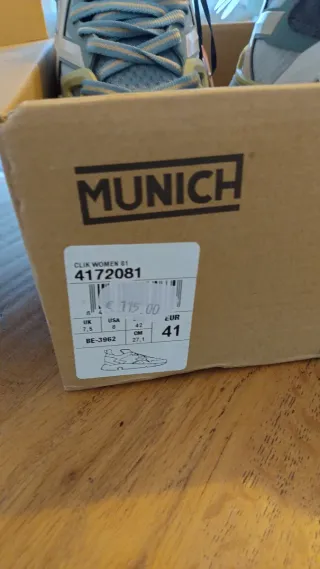 MUNICH
CLIK WOMEN 81
4172081
€ 115.00
UK USA EUR
7,5 8 42 41
CM
BE-3962 27,1